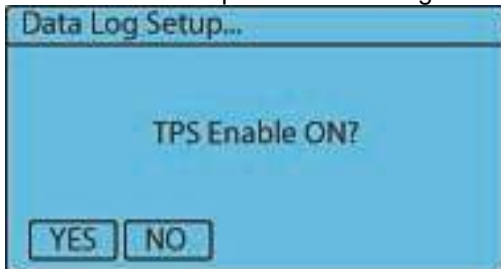 Data Log Setup...
TPS Enable ON?
YES NO